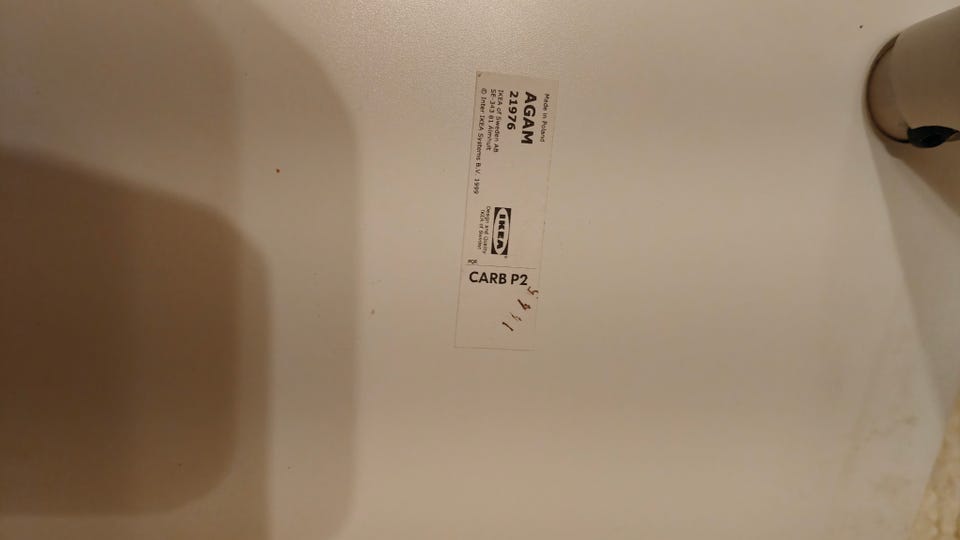 Made in Poland
AGAM
21976
IKEA of Sweden AB
SE-343 81 Älmhult
© Inter IKEA Systems B.V. 1999
IKEA®
Design and Quality
IKEA of Sweden
CARB P2